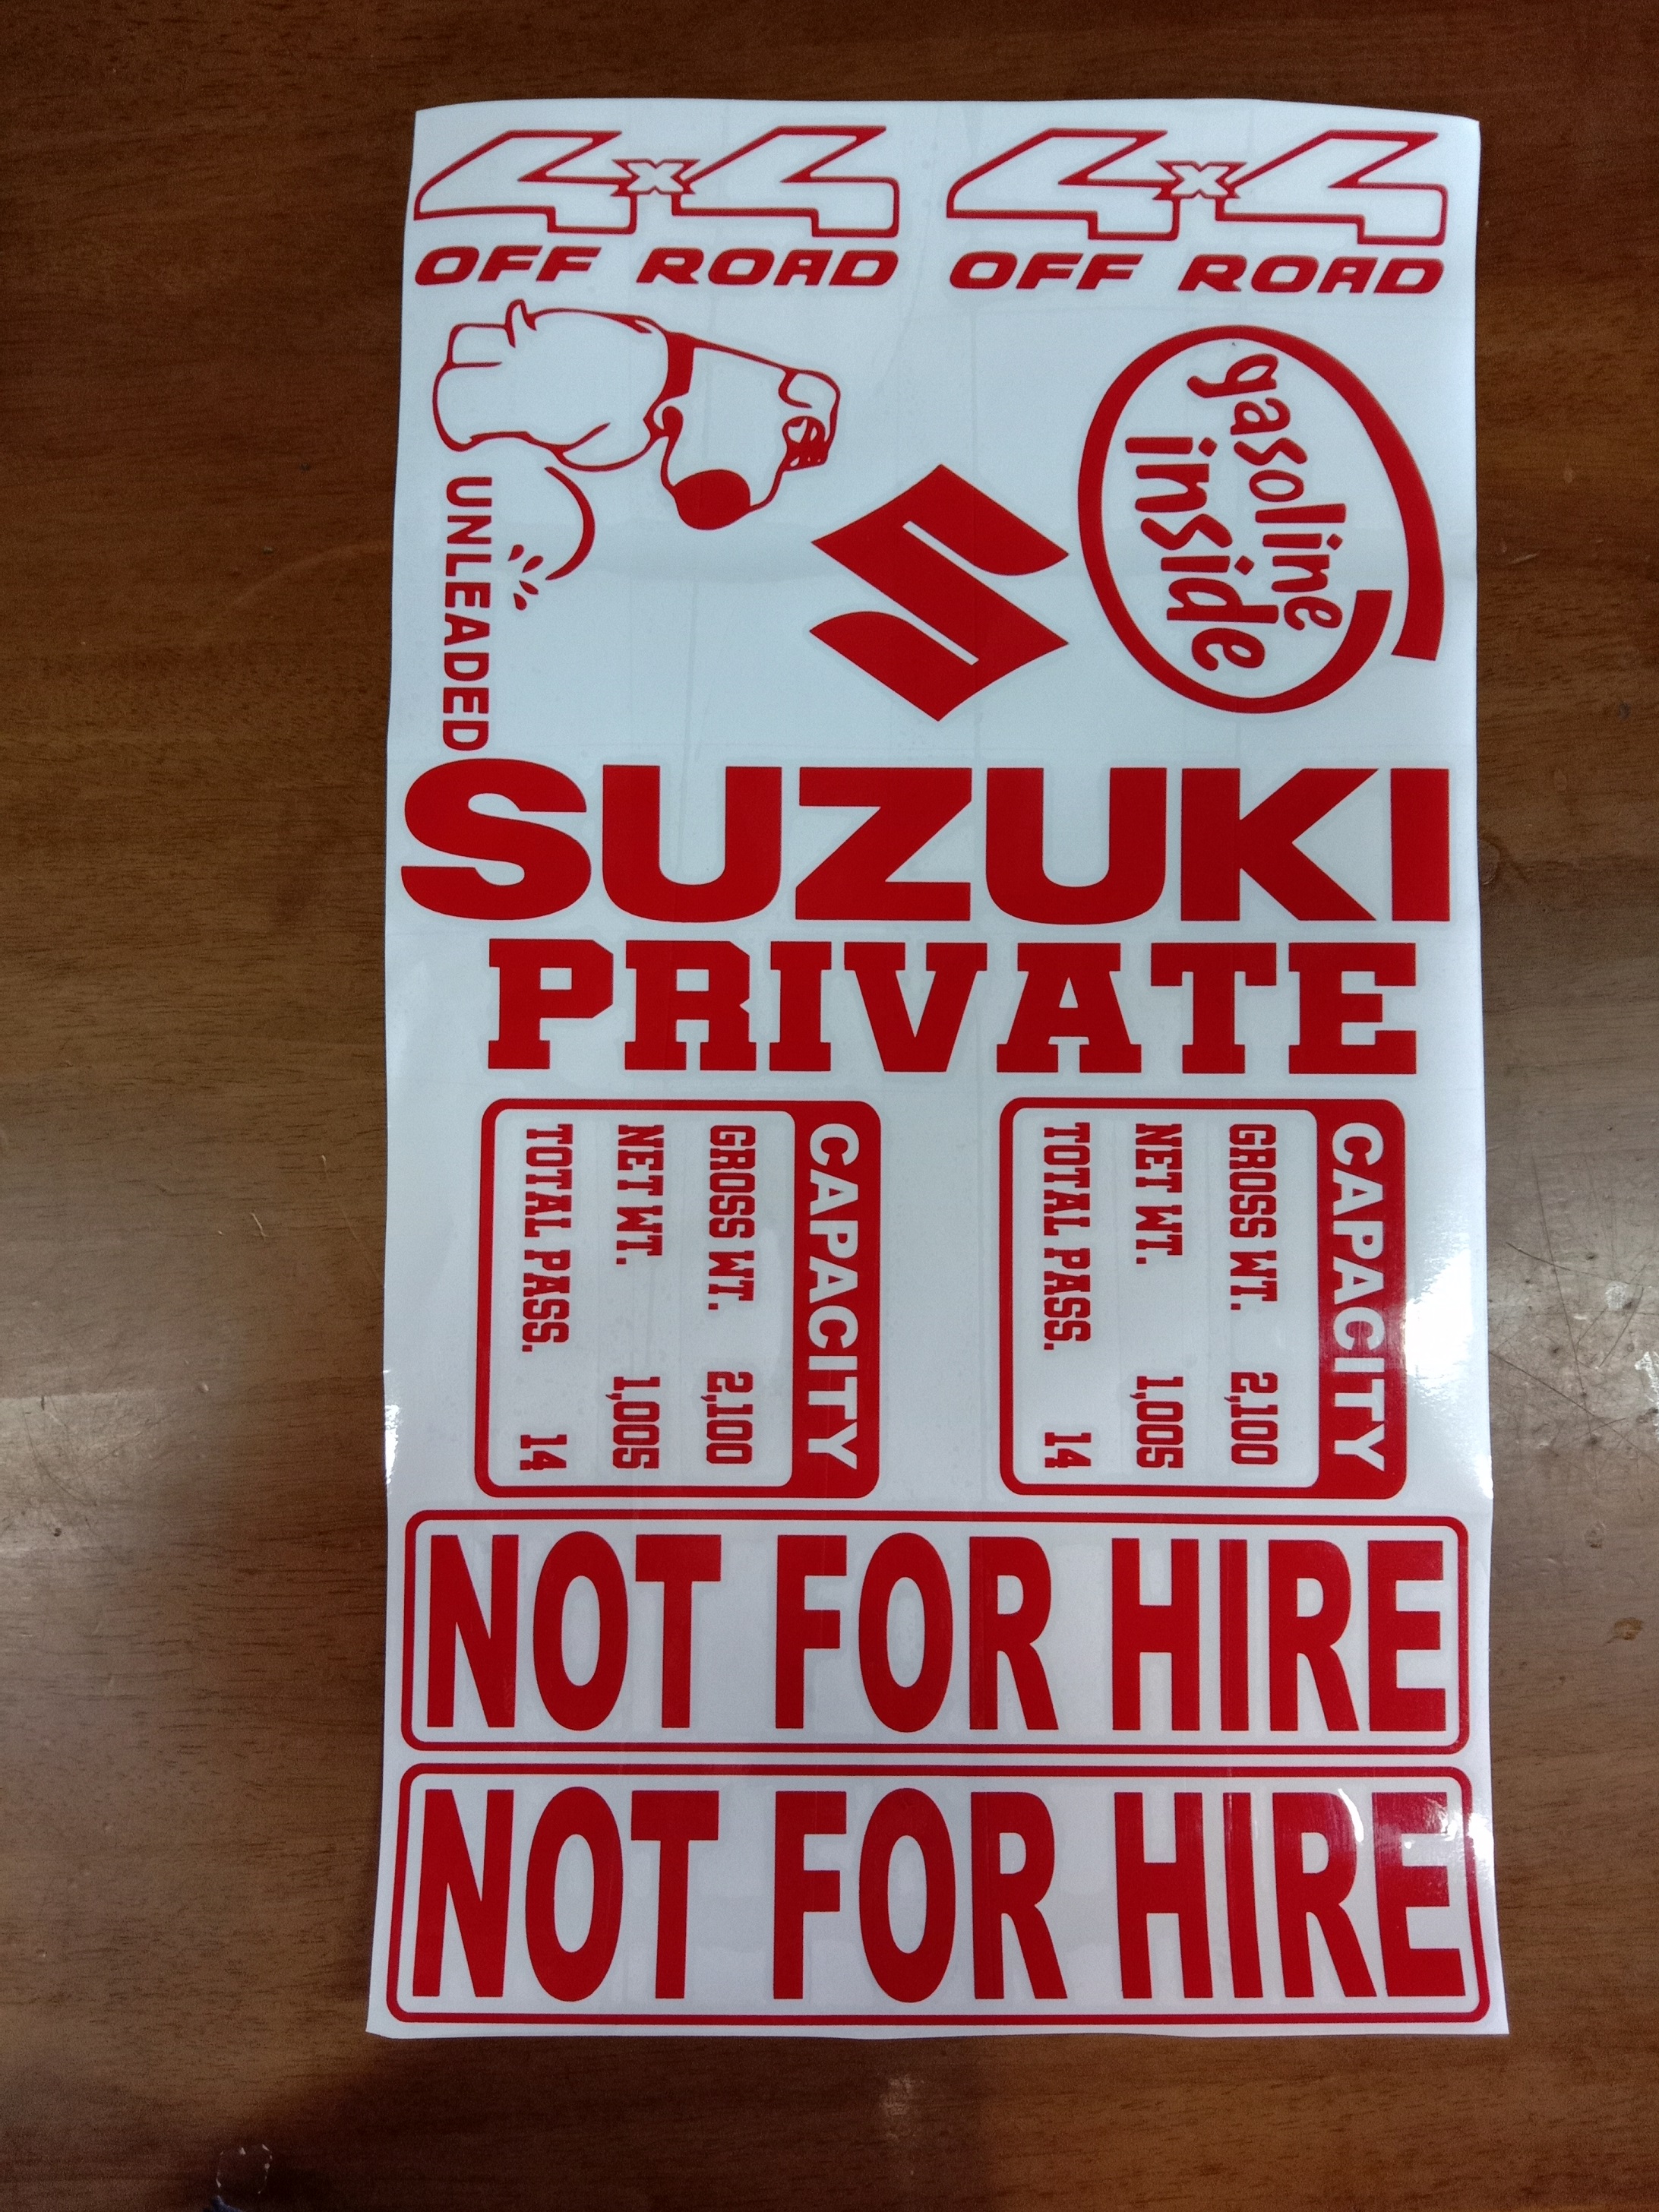 4x4
OFF ROAD
4x4
OFF ROAD
UNLEADED
gasoline
inside
SUZUKI
PRIVATE
CAPACITY
GROSS WT. 2,100
NET WT. 1,005
TOTAL PASS. 14
CAPACITY
GROSS WT. 2,100
NET WT. 1,005
TOTAL PASS. 14
NOT FOR HIRE
NOT FOR HIRE